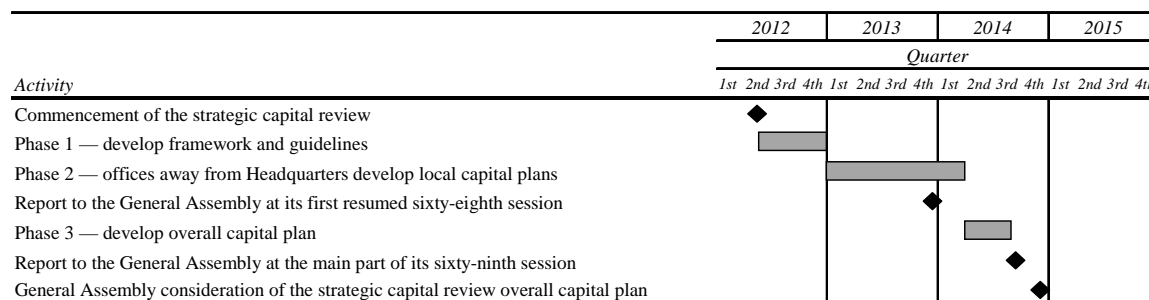 2012 2013 2014 2015
Quarter
Activity 1st 2nd 3rd 4th 1st 2nd 3rd 4th 1st 2nd 3rd 4th 1st 2nd 3rd 4th
Commencement of the strategic capital review
Phase 1 — develop framework and guidelines
Phase 2 — offices away from Headquarters develop local capital plans
Report to the General Assembly at its first resumed sixty-eighth session
Phase 3 — develop overall capital plan
Report to the General Assembly at the main part of its sixty-ninth session
General Assembly consideration of the strategic capital review overall capital plan